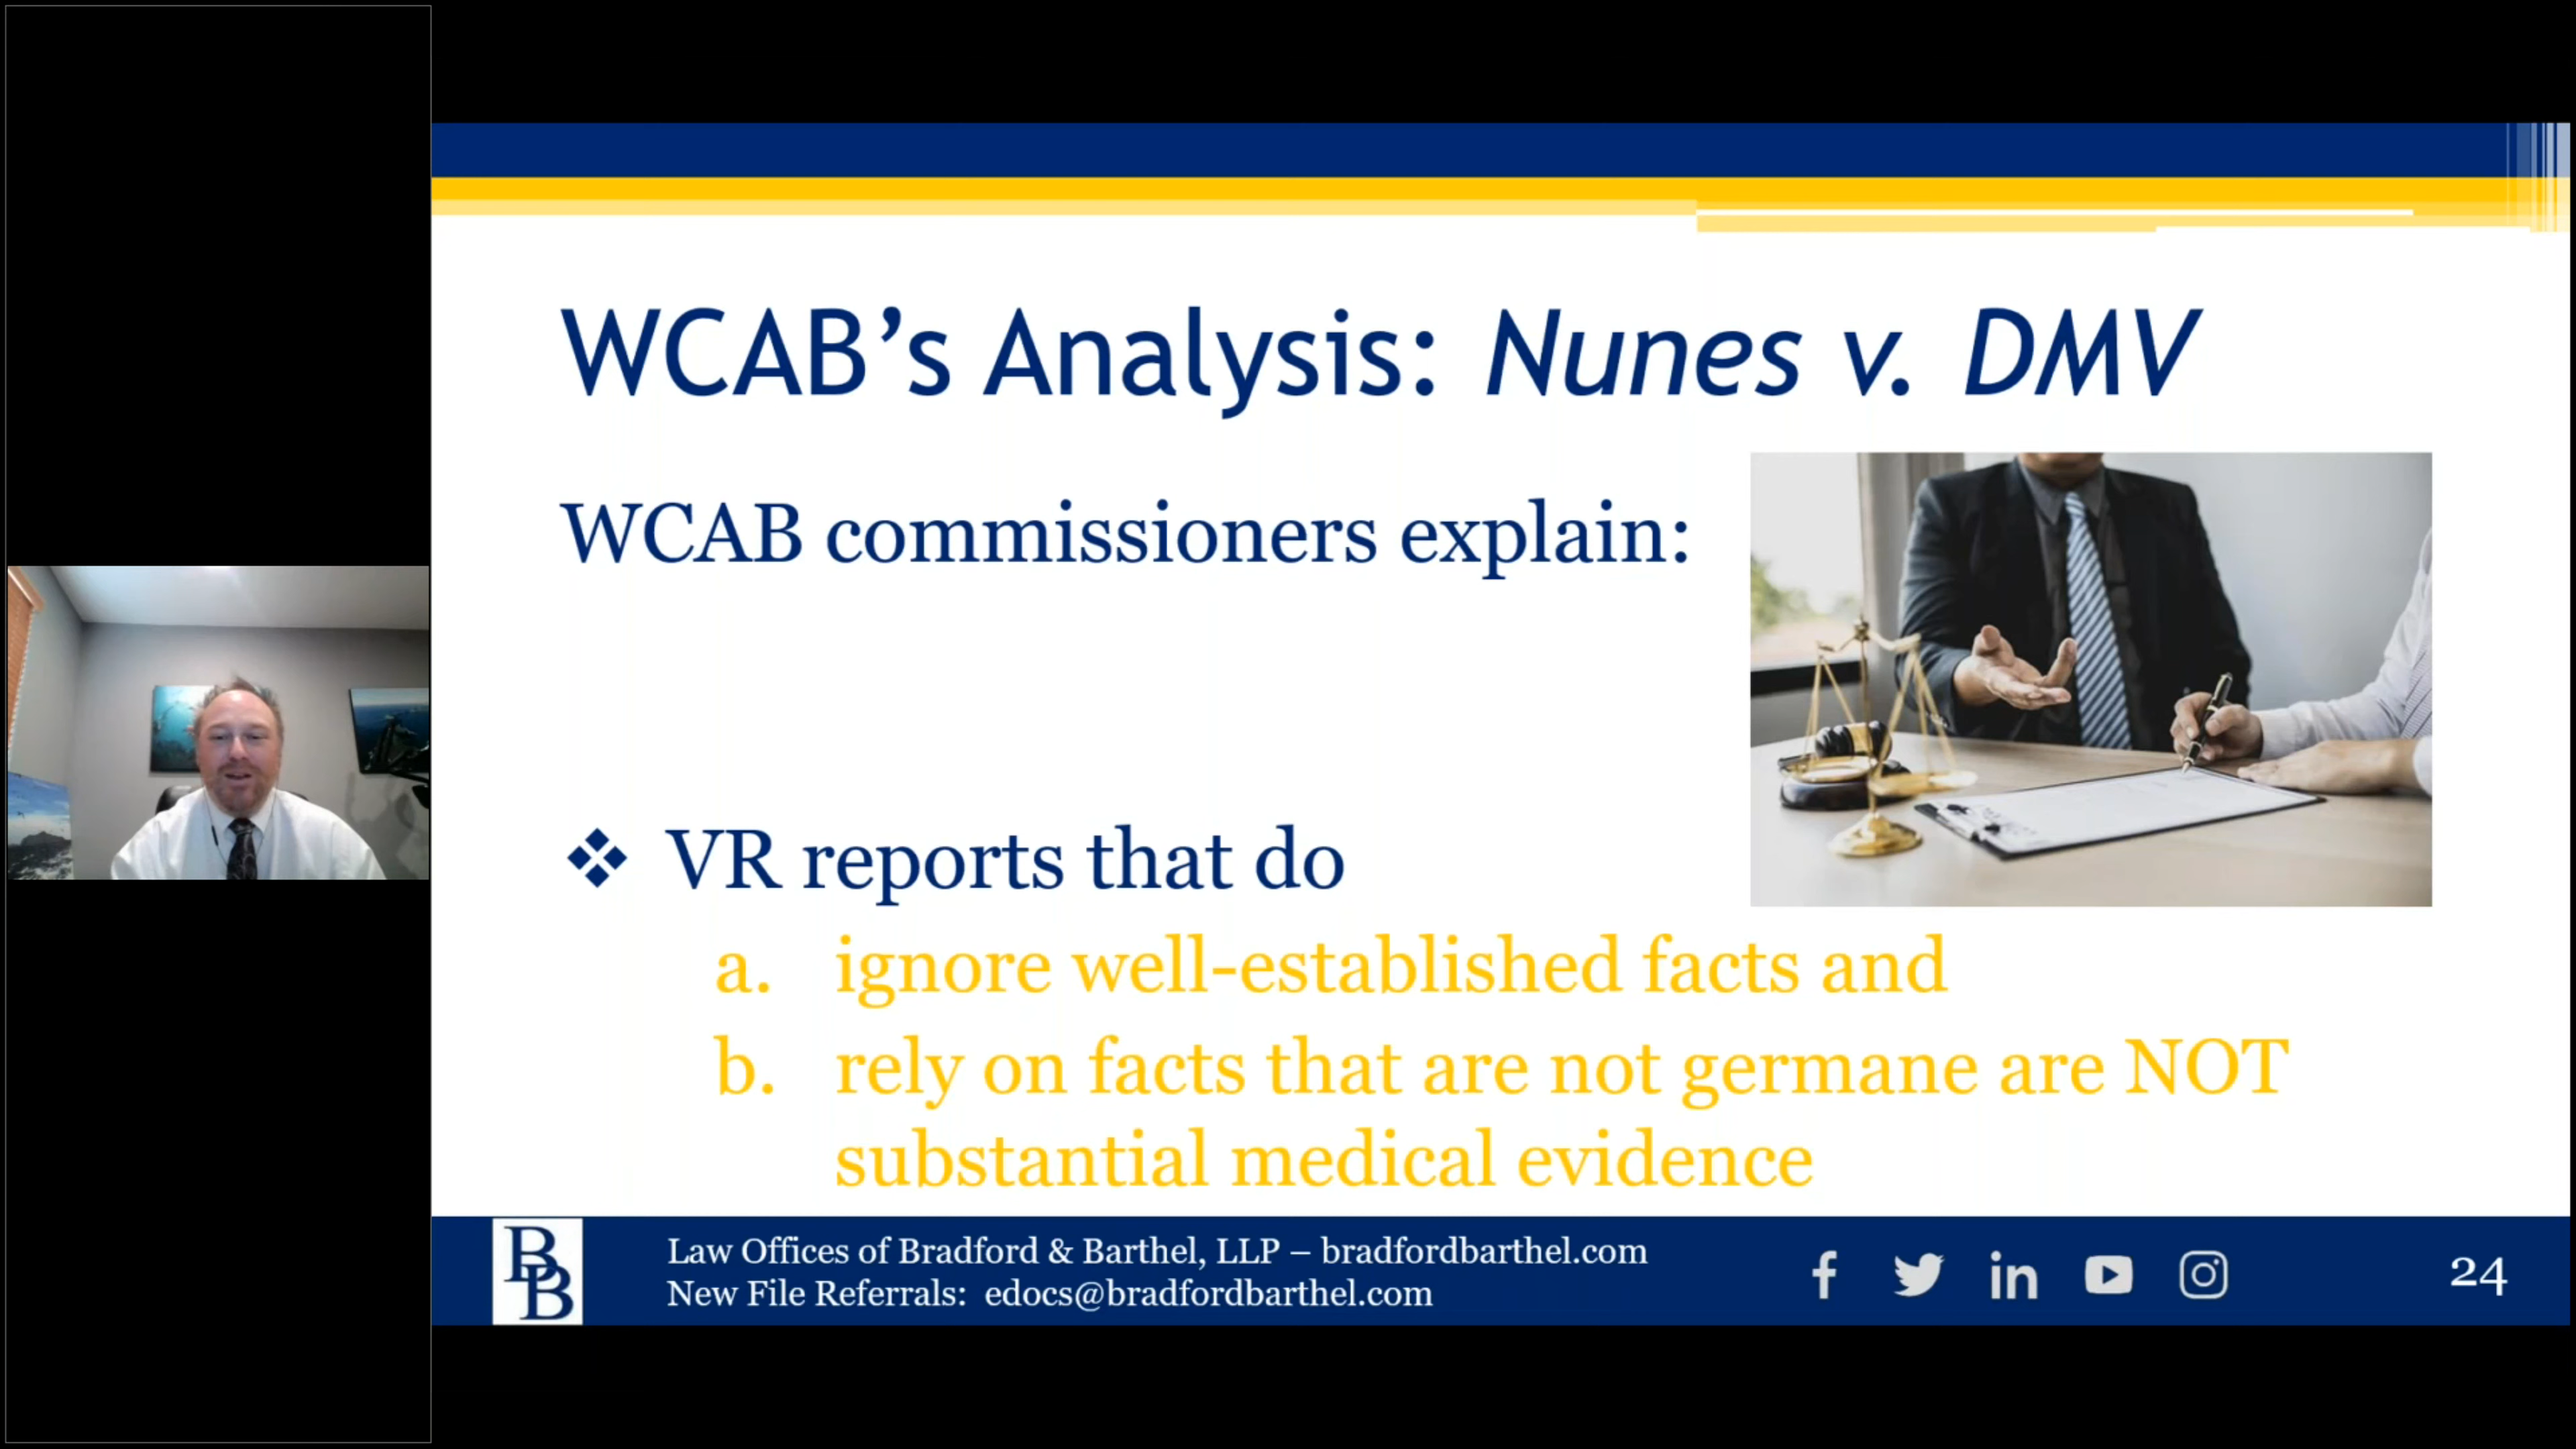 WCAB’s Analysis: Nunes v. DMV
WCAB commissioners explain:
❖ VR reports that do
a. ignore well-established facts and
b. rely on facts that are not germane are NOT
substantial medical evidence
BB
Law Offices of Bradford & Barthel, LLP – bradfordbarthel.com
New File Referrals: edocs@bradfordbarthel.com
24